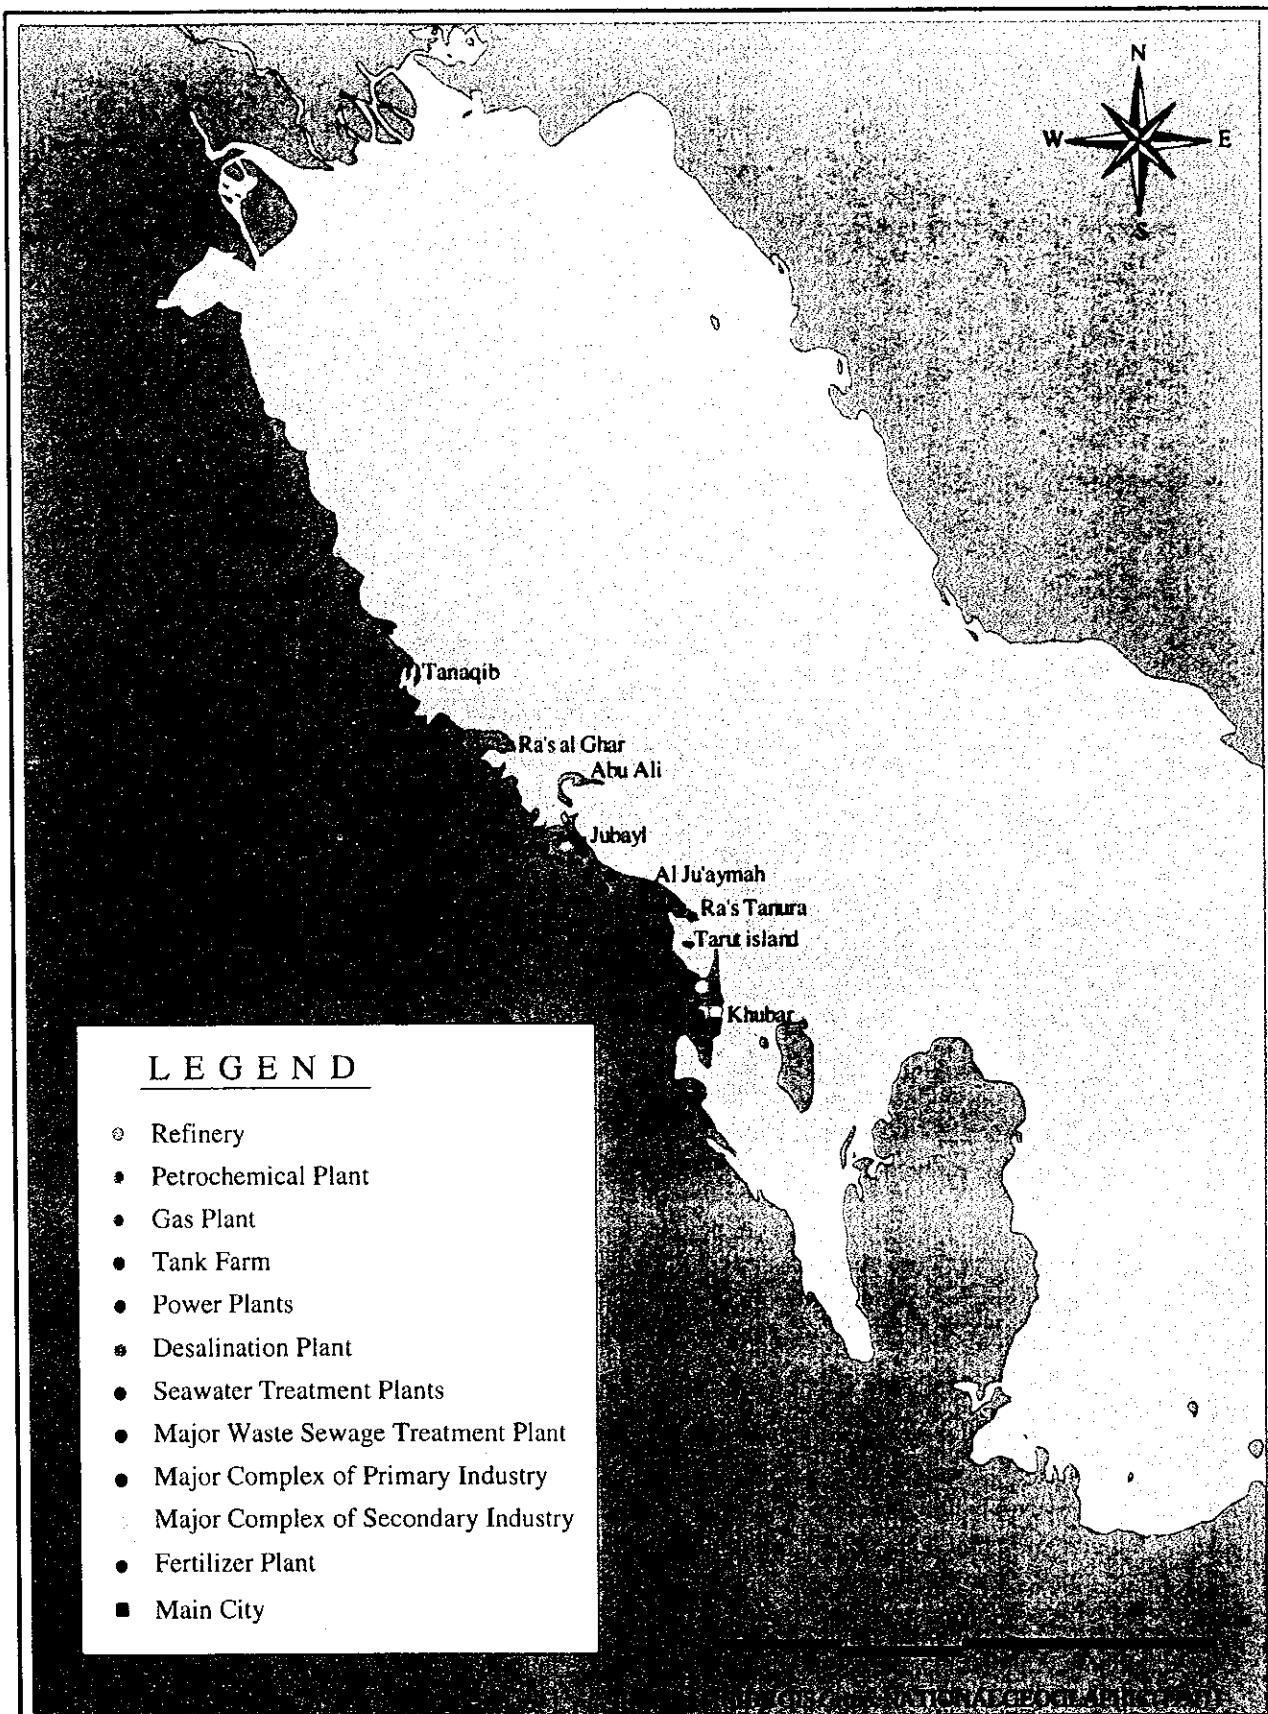 N
W E
S
Tanaqib
Ra's al Ghar
Abu Ali
Jubayl
Al Ju'aymah
Ra's Tanura
Tarut island
Khubar
LEGEND
Refinery
Petrochemical Plant
Gas Plant
Tank Farm
Power Plants
Desalination Plant
Seawater Treatment Plants
Major Waste Sewage Treatment Plant
Major Complex of Primary Industry
Major Complex of Secondary Industry
Fertilizer Plant
Main City
NATIONAL